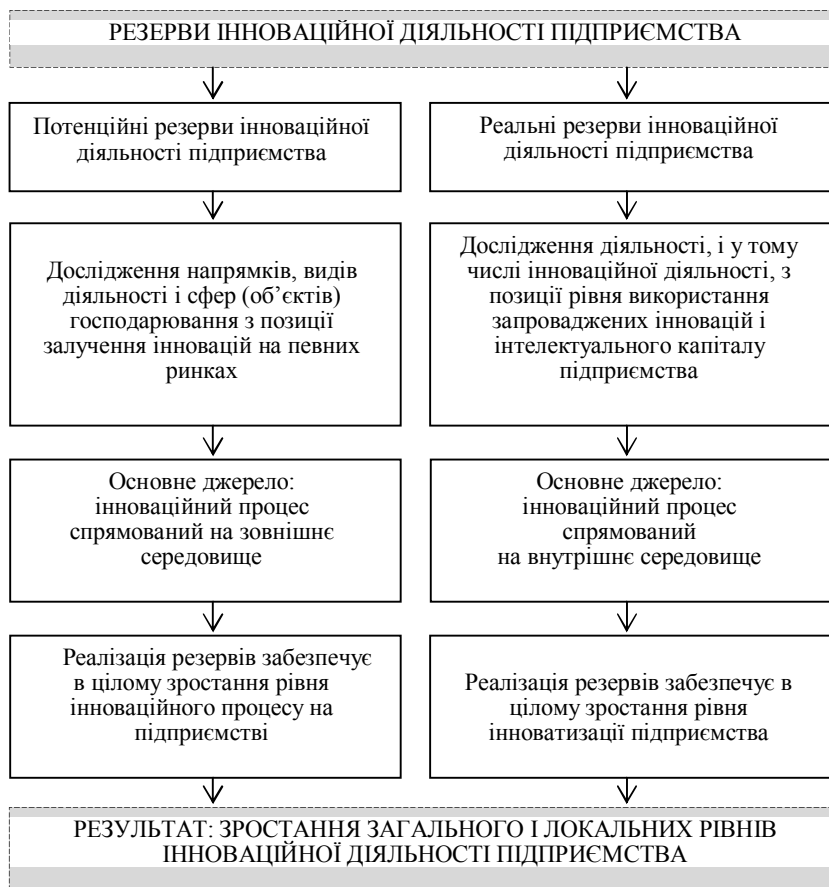 РЕЗЕРВИ ІННОВАЦІЙНОЇ ДІЯЛЬНОСТІ ПІДПРИЄМСТВА
Потенційні резерви інноваційної
діяльності підприємства
Дослідження напрямків, видів
діяльності і сфер (об’єктів)
господарювання з позиції
залучення інновацій на певних
ринках
Основне джерело:
інноваційний процес
спрямований на зовнішнє
середовище
Реалізація резервів забезпечує
в цілому зростання рівня
інноваційного процесу на
підприємстві
Реальні резерви інноваційної
діяльності підприємства
Дослідження діяльності, і у тому
числі інноваційної діяльності, з
позиції рівня використання
запроваджених інновацій і
інтелектуального капіталу
підприємства
Основне джерело:
інноваційний процес
спрямований
на внутрішнє середовище
Реалізація резервів забезпечує в
цілому зростання рівня
інноватизації підприємства
РЕЗУЛЬТАТ: ЗРОСТАННЯ ЗАГАЛЬНОГО І ЛОКАЛЬНИХ РІВНІВ
ІННОВАЦІЙНОЇ ДІЯЛЬНОСТІ ПІДПРИЄМСТВА